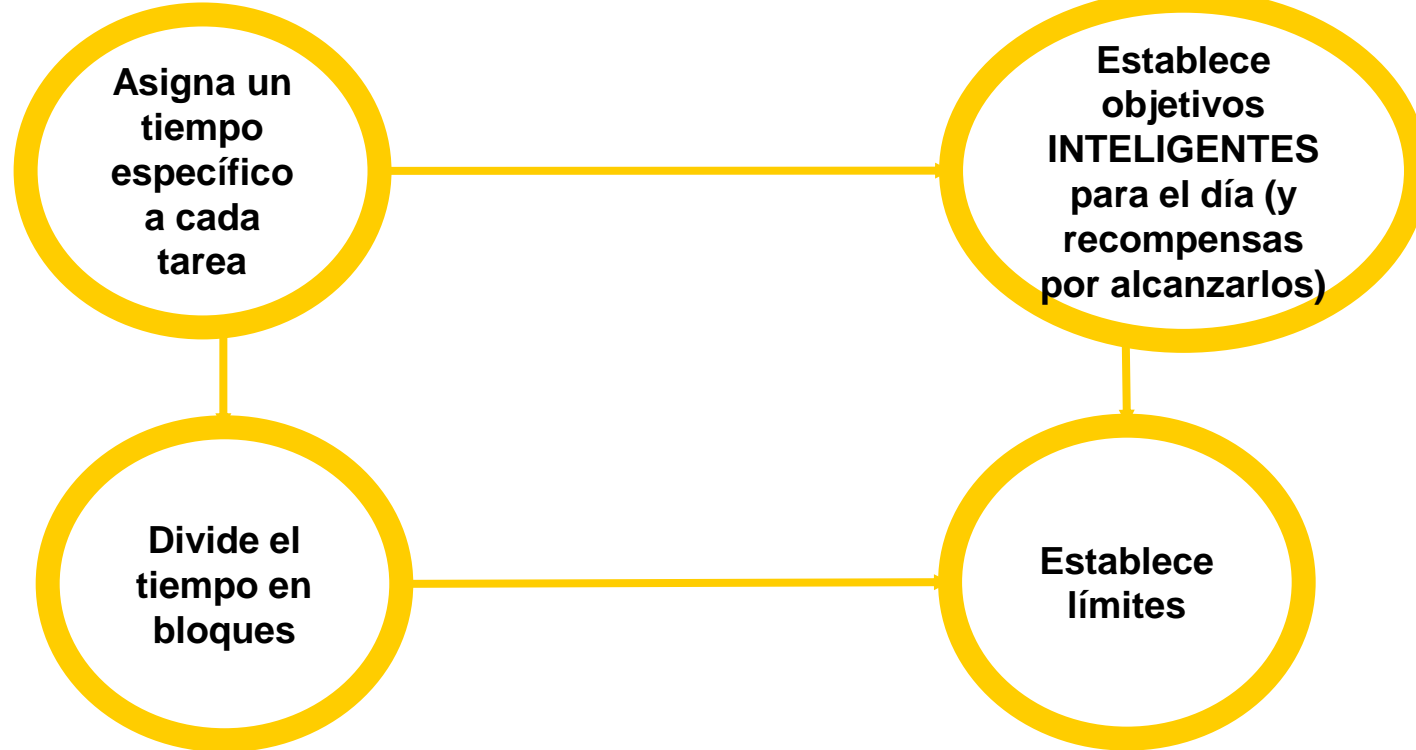 Asigna un
tiempo
específico
a cada
tarea
Establece
objetivos
INTELIGENTES
para el día (y
recompensas
por alcanzarlos)
Divide el
tiempo en
bloques
Establece
límites